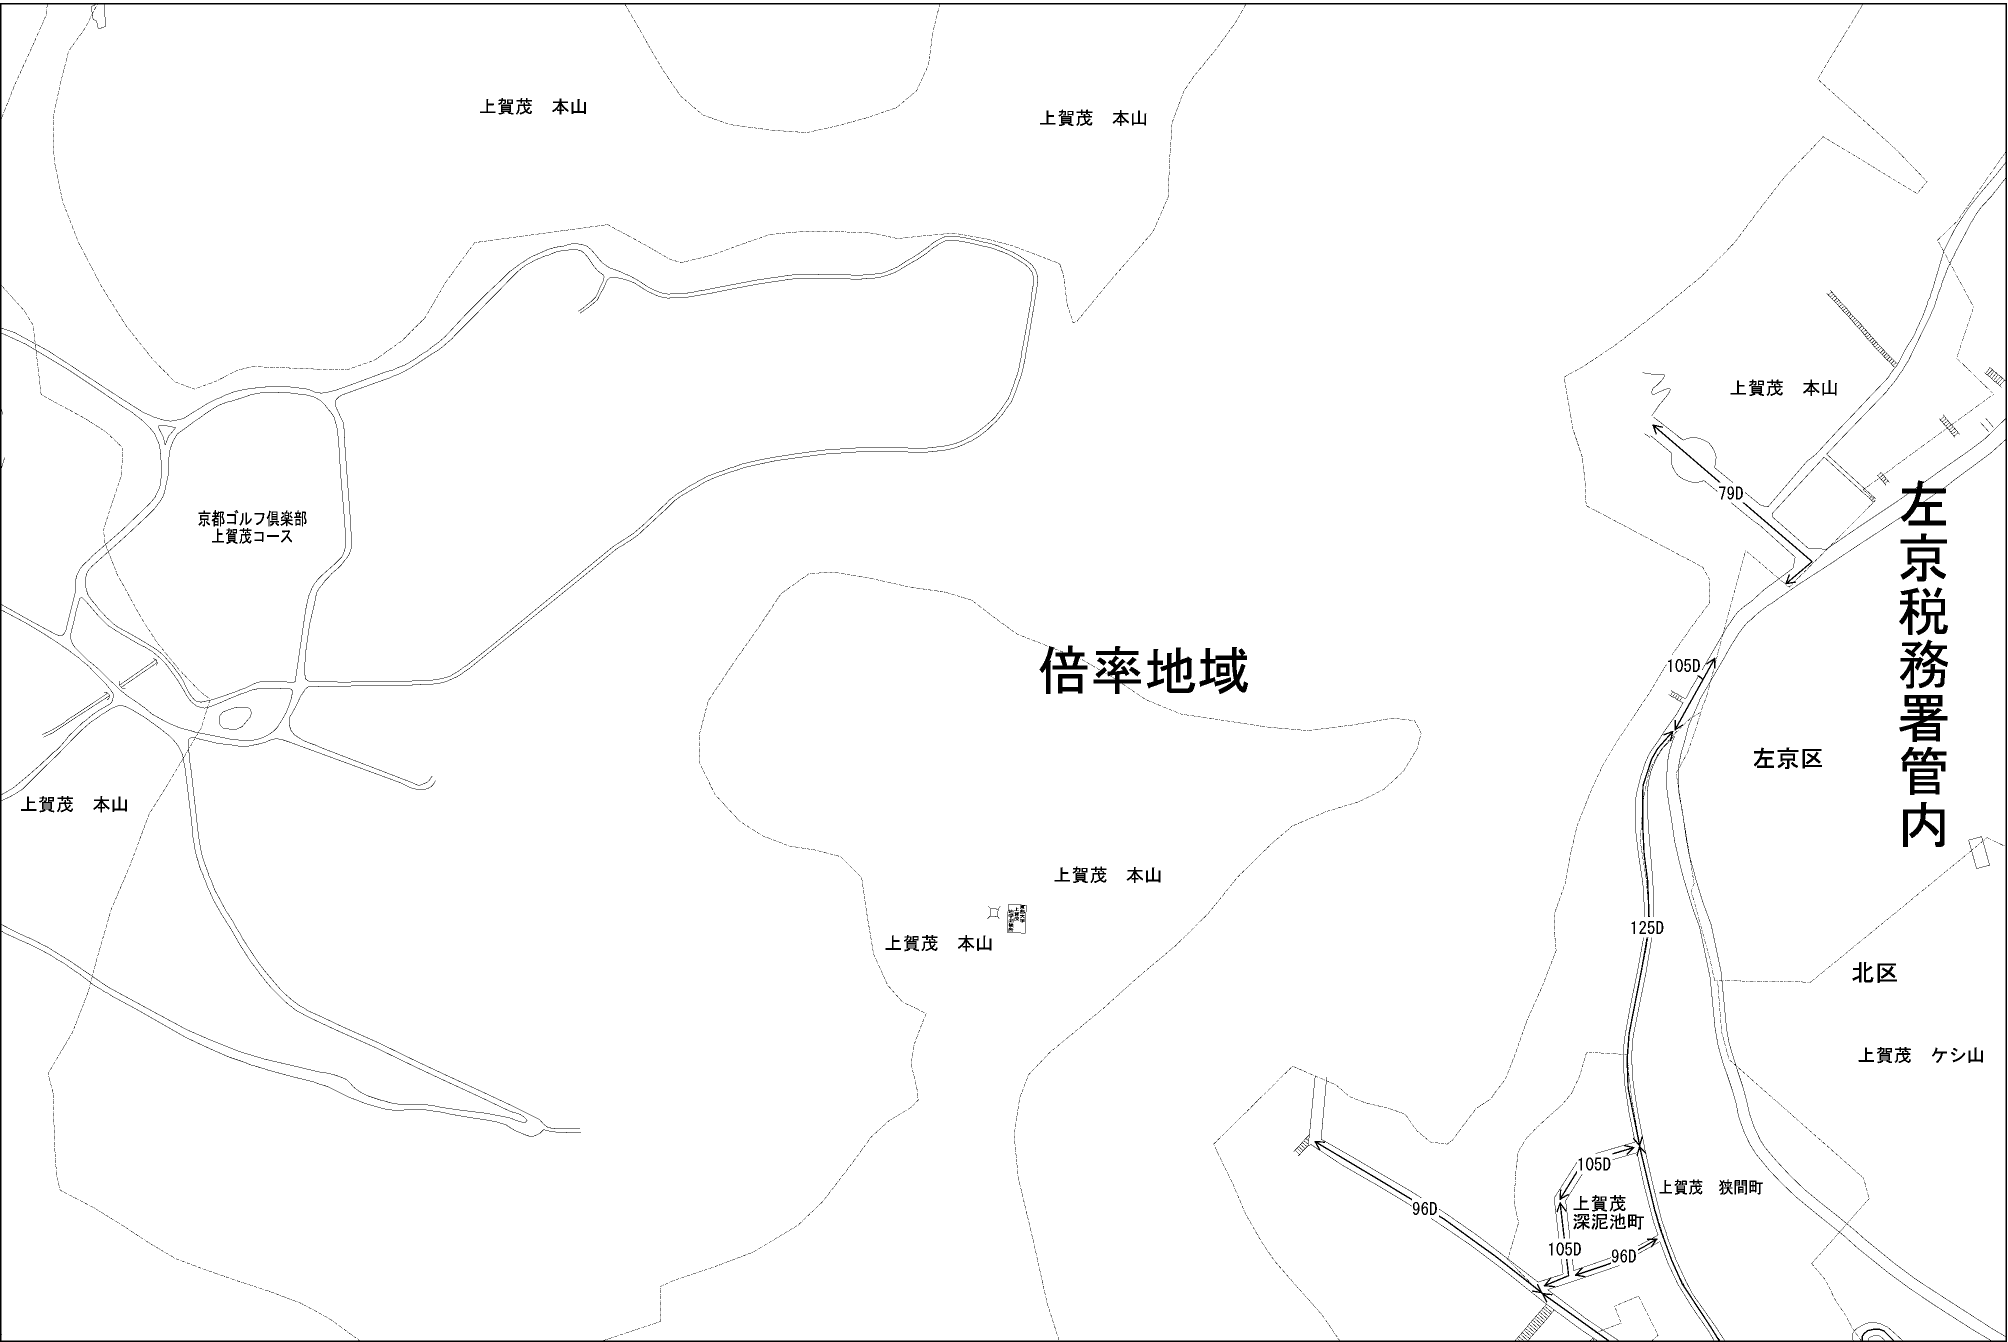 上賀茂　本山
上賀茂　本山
上賀茂　本山
79D
京都ゴルフ倶楽部
上賀茂コース
左京税務署管内
倍率地域
105D
左京区
上賀茂　本山
上賀茂　本山
125D
上賀茂　本山
北区
上賀茂　ケシ山
105D
上賀茂　狭間町
上賀茂
深泥池町
96D
105D
96D